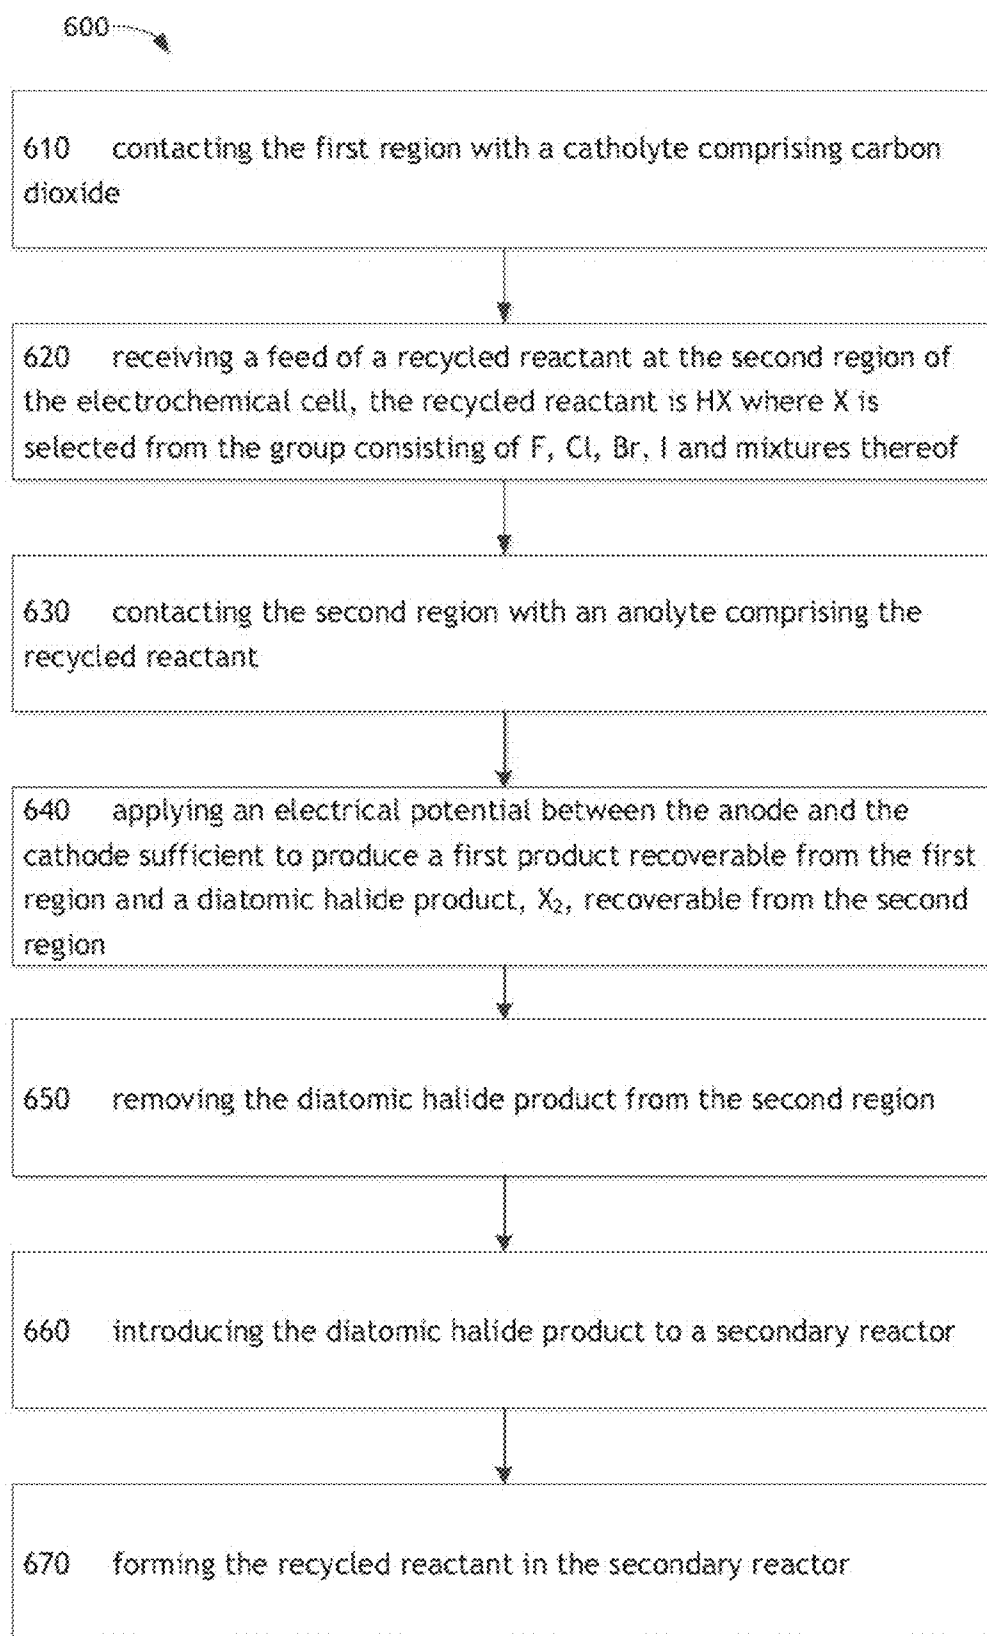 600
610 contacting the first region with a catholyte comprising carbon
dioxide
620 receiving a feed of a recycled reactant at the second region of
the electrochemical cell, the recycled reactant is HX where X is
selected from the group consisting of F, Cl, Br, I and mixtures thereof
630 contacting the second region with an anolyte comprising the
recycled reactant
640 applying an electrical potential between the anode and the
cathode sufficient to produce a first product recoverable from the first
region and a diatomic halide product, X₂, recoverable from the second
region
650 removing the diatomic halide product from the second region
660 introducing the diatomic halide product to a secondary reactor
670 forming the recycled reactant in the secondary reactor